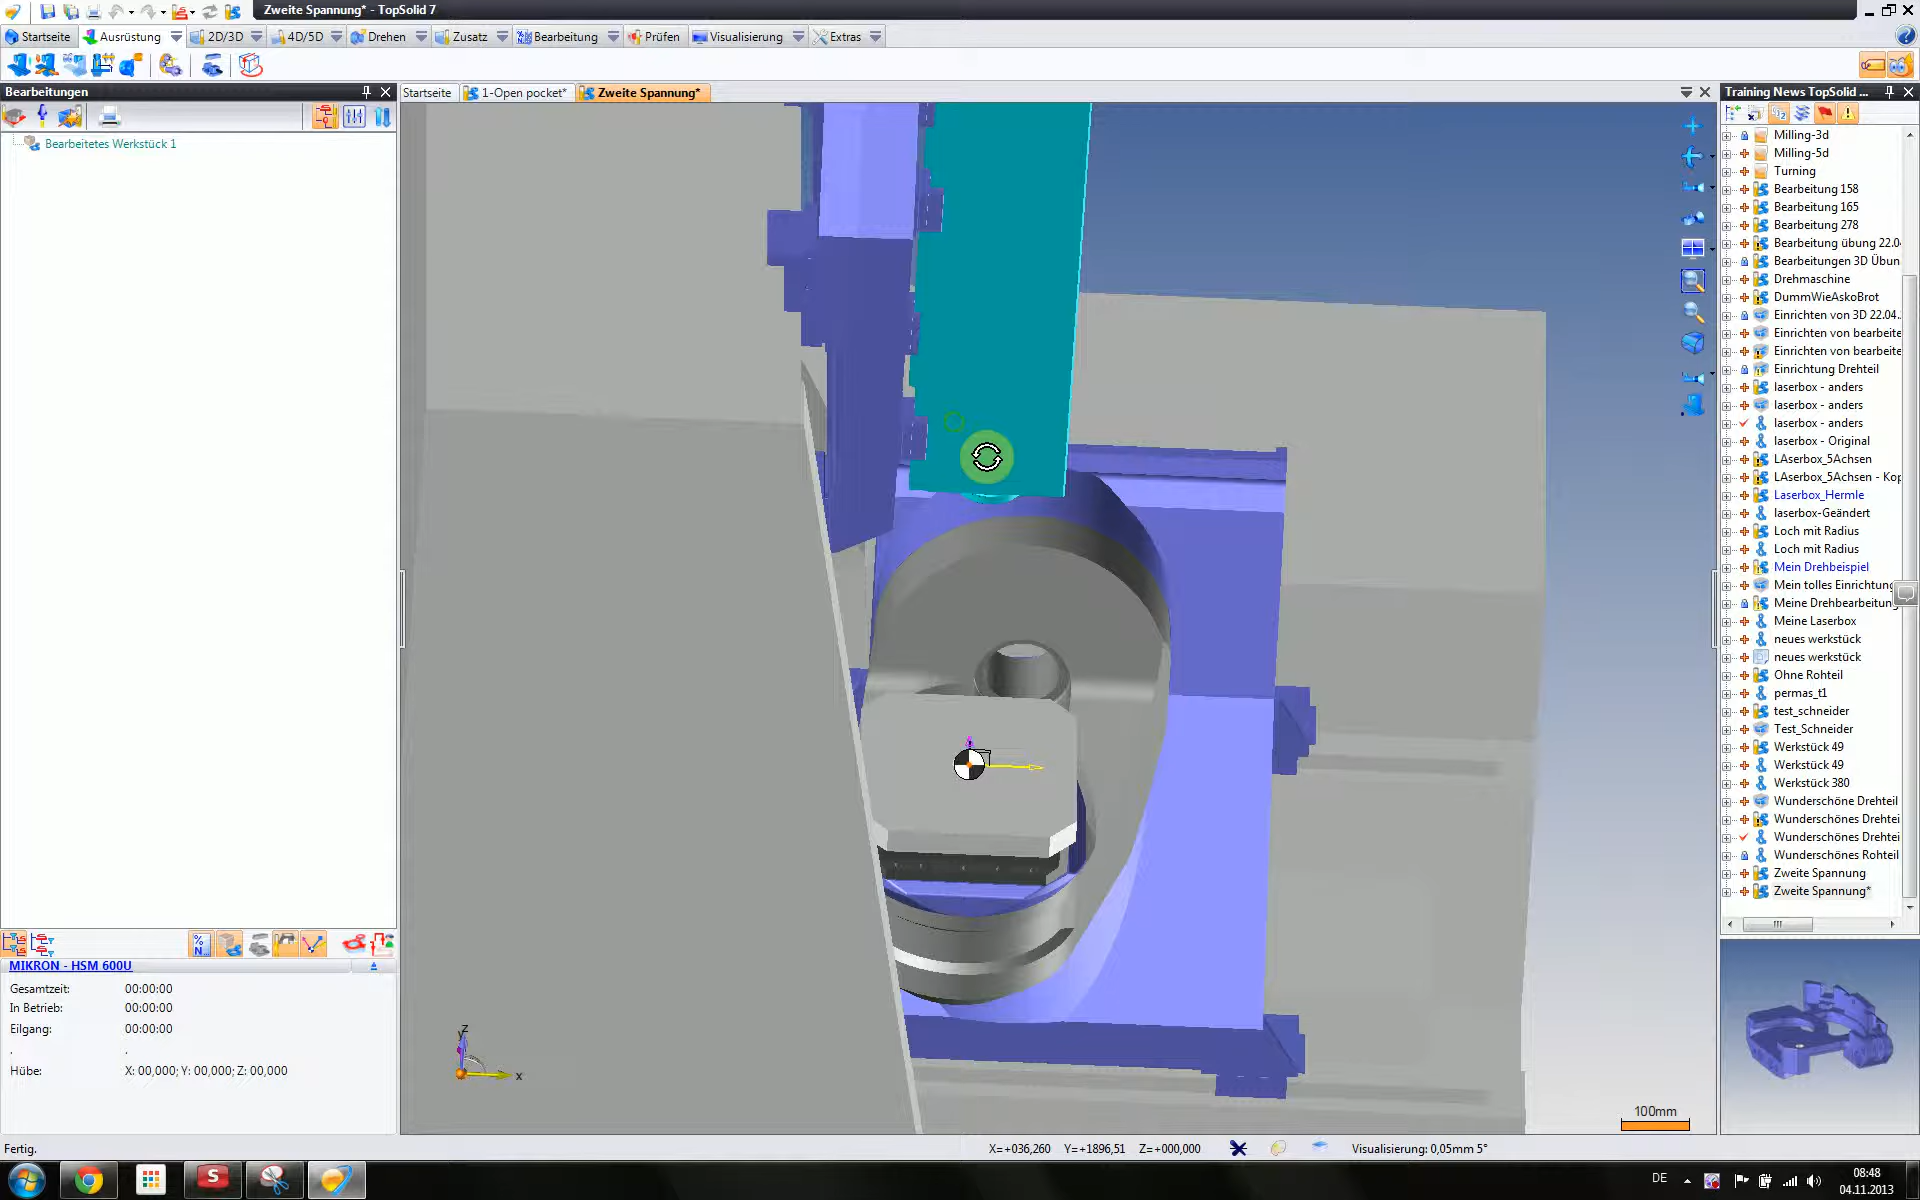 Zweite Spannung* - TopSolid 7
Startseite
Ausrüstung
2D/3D
4D/5D
Drehen
Zusatz
Bearbeitung
Prüfen
Visualisierung
Extras
Bearbeitungen
Startseite
1-Open pocket*
Zweite Spannung*
Training News TopSolid ...
Bearbeitetes Werkstück 1
Milling-3d
Milling-5d
Turning
Bearbeitung 158
Bearbeitung 165
Bearbeitung 278
Bearbeitung übung 22.0
Bearbeitungen 3D Übun
Drehmaschine
DummWieAskoBrot
Einrichten von 3D 22.04.
Einrichten von bearbeite
Einrichten von bearbeite
Einrichtung Drehteil
laserbox - anders
laserbox - anders
laserbox - anders
laserbox - Original
LAserbox_5Achsen
LAserbox_5Achsen - Kop
Laserbox_Hermle
laserbox-Geändert
Loch mit Radius
Loch mit Radius
Mein Drehbeispiel
Mein tolles Einrichtung
Meine Drehbearbeitung
Meine Laserbox
neues werkstück
neues werkstück
Ohne Rohteil
permas_t1
test_schneider
Test_Schneider
Werkstück 49
Werkstück 49
Werkstück 380
Wunderschöne Drehteil
Wunderschönes Drehtei
Wunderschönes Drehtei
Wunderschönes Rohteil
Zweite Spannung
Zweite Spannung*
MIKRON - HSM 600U
Gesamtzeit: 00:00:00
In Betrieb: 00:00:00
Eilgang: 00:00:00
. .
Hübe: X: 00,000; Y: 00,000; Z: 00,000
z
x
100mm
Fertig.
X=+036,260 Y=+1896,51 Z=+000,000
Visualisierung: 0,05mm 5°
DE
08:48
04.11.2013